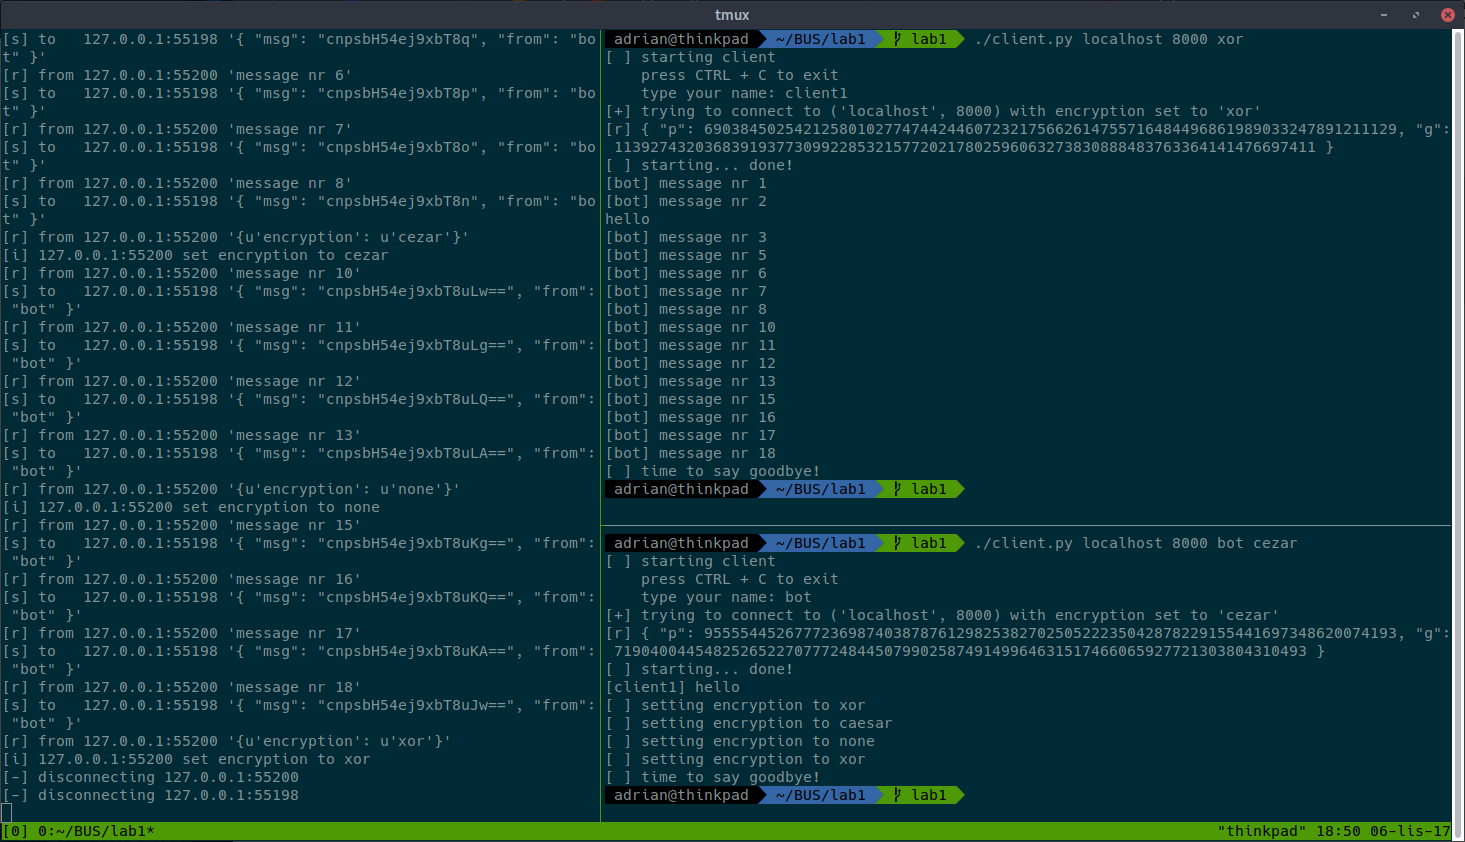 tmux
[s] to   127.0.0.1:55198 '{ "msg": "cnpsbH54ej9xbT8q", "from": "bo
t" }'
[r] from 127.0.0.1:55200 'message nr 6'
[s] to   127.0.0.1:55198 '{ "msg": "cnpsbH54ej9xbT8p", "from": "bo
t" }'
[r] from 127.0.0.1:55200 'message nr 7'
[s] to   127.0.0.1:55198 '{ "msg": "cnpsbH54ej9xbT8o", "from": "bo
t" }'
[r] from 127.0.0.1:55200 'message nr 8'
[s] to   127.0.0.1:55198 '{ "msg": "cnpsbH54ej9xbT8n", "from": "bo
t" }'
[r] from 127.0.0.1:55200 '{u'encryption': u'cezar'}'
[i] 127.0.0.1:55200 set encryption to cezar
[r] from 127.0.0.1:55200 'message nr 10'
[s] to   127.0.0.1:55198 '{ "msg": "cnpsbH54ej9xbT8uLw==", "from":
 "bot" }'
[r] from 127.0.0.1:55200 'message nr 11'
[s] to   127.0.0.1:55198 '{ "msg": "cnpsbH54ej9xbT8uLg==", "from":
 "bot" }'
[r] from 127.0.0.1:55200 'message nr 12'
[s] to   127.0.0.1:55198 '{ "msg": "cnpsbH54ej9xbT8uLQ==", "from":
 "bot" }'
[r] from 127.0.0.1:55200 'message nr 13'
[s] to   127.0.0.1:55198 '{ "msg": "cnpsbH54ej9xbT8uLA==", "from":
 "bot" }'
[r] from 127.0.0.1:55200 '{u'encryption': u'none'}'
[i] 127.0.0.1:55200 set encryption to none
[r] from 127.0.0.1:55200 'message nr 15'
[s] to   127.0.0.1:55198 '{ "msg": "cnpsbH54ej9xbT8uKg==", "from":
 "bot" }'
[r] from 127.0.0.1:55200 'message nr 16'
[s] to   127.0.0.1:55198 '{ "msg": "cnpsbH54ej9xbT8uKQ==", "from":
 "bot" }'
[r] from 127.0.0.1:55200 'message nr 17'
[s] to   127.0.0.1:55198 '{ "msg": "cnpsbH54ej9xbT8uKA==", "from":
 "bot" }'
[r] from 127.0.0.1:55200 'message nr 18'
[s] to   127.0.0.1:55198 '{ "msg": "cnpsbH54ej9xbT8uJw==", "from":
 "bot" }'
[r] from 127.0.0.1:55200 '{u'encryption': u'xor'}'
[i] 127.0.0.1:55200 set encryption to xor
[-] disconnecting 127.0.0.1:55200
[-] disconnecting 127.0.0.1:55198
adrian@thinkpad ~/BUS/lab1 lab1 ./client.py localhost 8000 xor
[ ] starting client
    press CTRL + C to exit
    type your name: client1
[+] trying to connect to ('localhost', 8000) with encryption set to 'xor'
[r] { "p": 69038450254212580102774744244607232175662614755716484496861989033247891211129, "g":
 11392743203683919377309922853215772021780259606327383088848376336414147669​7411 }
[ ] starting... done!
[bot] message nr 1
[bot] message nr 2
hello
[bot] message nr 3
[bot] message nr 5
[bot] message nr 6
[bot] message nr 7
[bot] message nr 8
[bot] message nr 10
[bot] message nr 11
[bot] message nr 12
[bot] message nr 13
[bot] message nr 15
[bot] message nr 16
[bot] message nr 17
[bot] message nr 18
[ ] time to say goodbye!
adrian@thinkpad ~/BUS/lab1 lab1
adrian@thinkpad ~/BUS/lab1 lab1 ./client.py localhost 8000 bot cezar
[ ] starting client
    press CTRL + C to exit
    type your name: bot
[+] trying to connect to ('localhost', 8000) with encryption set to 'cezar'
[r] { "p": 95555445267772369874038787612982538270250522235042878229155441697348620074193, "g":
 71904004454825265227077724844507990258749149964631517466065927721303804310493 }
[ ] starting... done!
[client1] hello
[ ] setting encryption to xor
[ ] setting encryption to caesar
[ ] setting encryption to none
[ ] setting encryption to xor
[ ] time to say goodbye!
adrian@thinkpad ~/BUS/lab1 lab1
[0] 0:~/BUS/lab1* "thinkpad" 18:50 06-lis-17